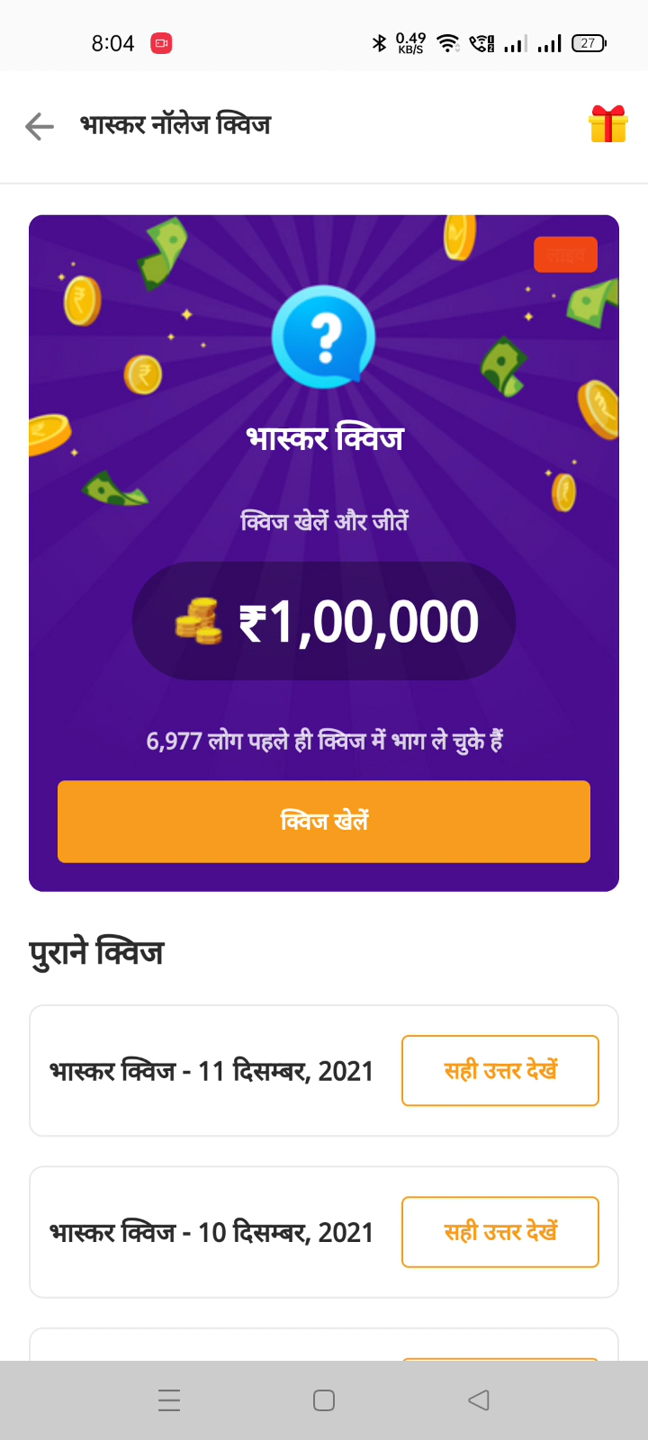 8:04
0.49
KB/S
27
भास्कर नॉलेज क्विज
लाइव
?
भास्कर क्विज
क्विज खेलें और जीतें
₹1,00,000
6,977 लोग पहले ही क्विज में भाग ले चुके हैं
क्विज खेलें
पुराने क्विज
भास्कर क्विज - 11 दिसम्बर, 2021
सही उत्तर देखें
भास्कर क्विज - 10 दिसम्बर, 2021
सही उत्तर देखें